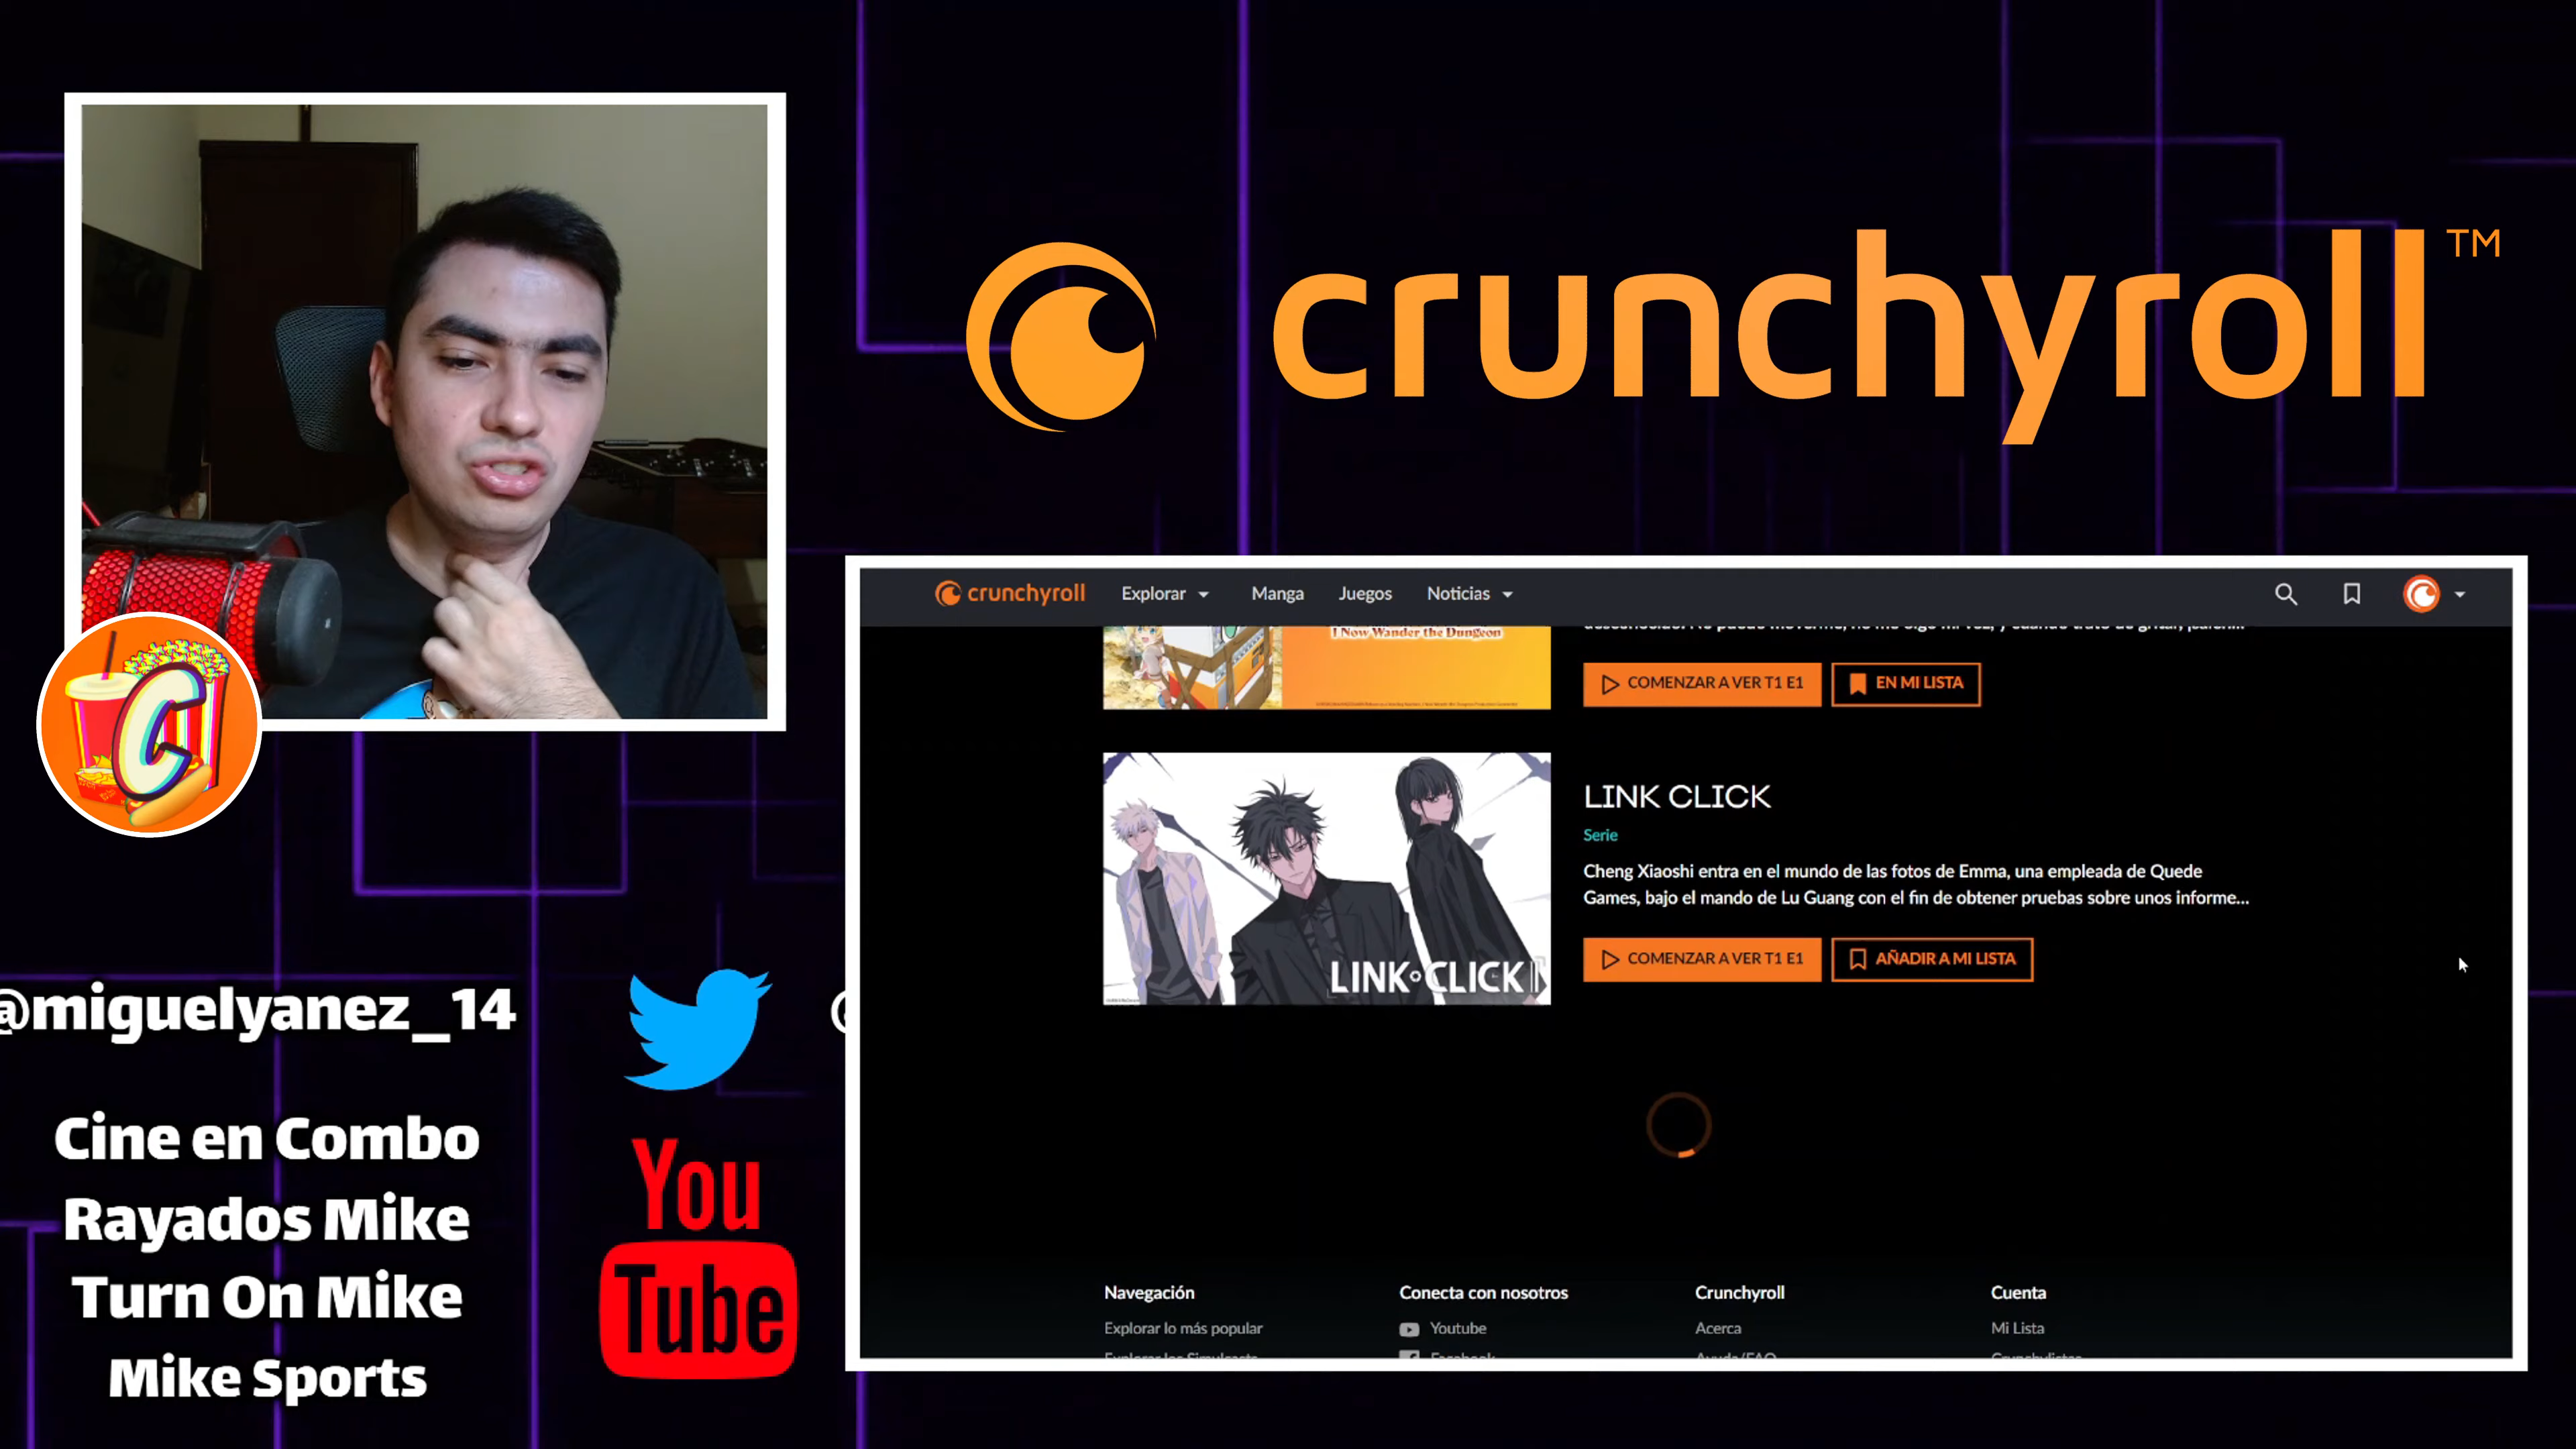 crunchyroll™
crunchyroll Explorar Manga Juegos Noticias
I Now Wander the Dungeon
COMENZAR A VER T1 E1
EN MI LISTA
LINK CLICK
Serie
Cheng Xiaoshi entra en el mundo de las fotos de Emma, una empleada de Quede
Games, bajo el mando de Lu Guang con el fin de obtener pruebas sobre unos informe...
LINK CLICK
COMENZAR A VER T1 E1
AÑADIR A MI LISTA
C
@miguelyanez_14
@
Cine en Combo
Rayados Mike
Turn On Mike
Mike Sports
You
Tube
Navegación
Explorar lo más popular
Conecta con nosotros
Youtube
Crunchyroll
Acerca
Cuenta
Mi Lista